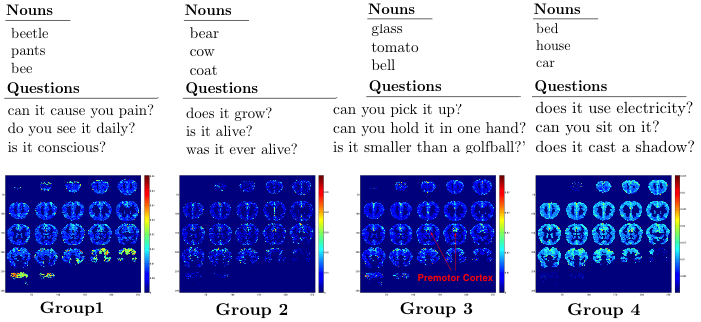 Nouns
beetle
pants
bee
Questions
can it cause you pain?
do you see it daily?
is it conscious?
Group1
Nouns
bear
cow
coat
Questions
does it grow?
is it alive?
was it ever alive?
Group 2
Nouns
glass
tomato
bell
Questions
can you pick it up?
can you hold it in one hand?
is it smaller than a golfball?'
Premotor Cortex
Group 3
Nouns
bed
house
car
Questions
does it use electricity?
can you sit on it?
does it cast a shadow?
Group 4